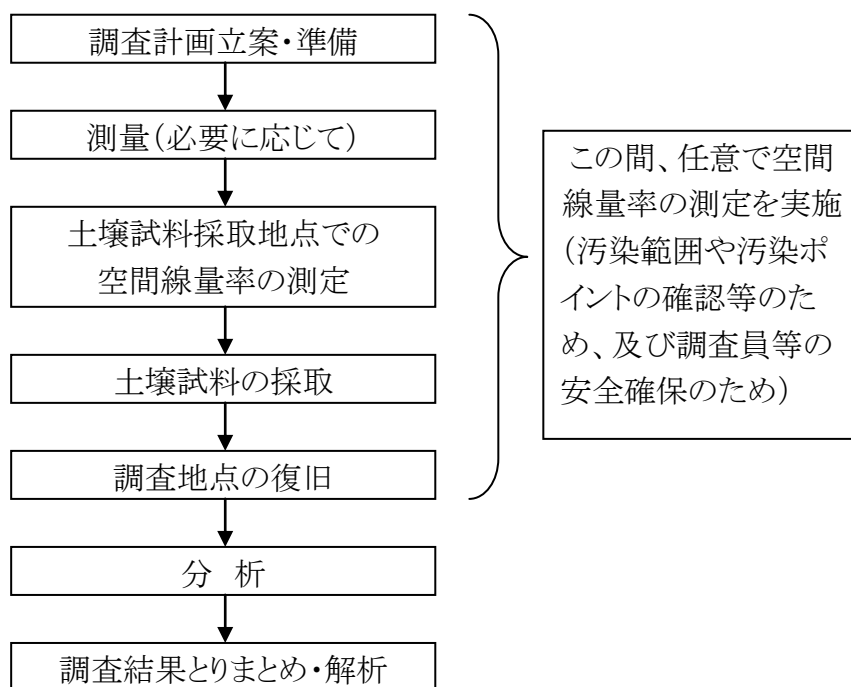 調査計画立案・準備
測量(必要に応じて)
土壌試料採取地点での
空間線量率の測定
土壌試料の採取
調査地点の復旧
分 析
調査結果とりまとめ・解析
この間、任意で空間
線量率の測定を実施
(汚染範囲や汚染ポ
イントの確認等のた
め、及び調査員等の
安全確保のため)